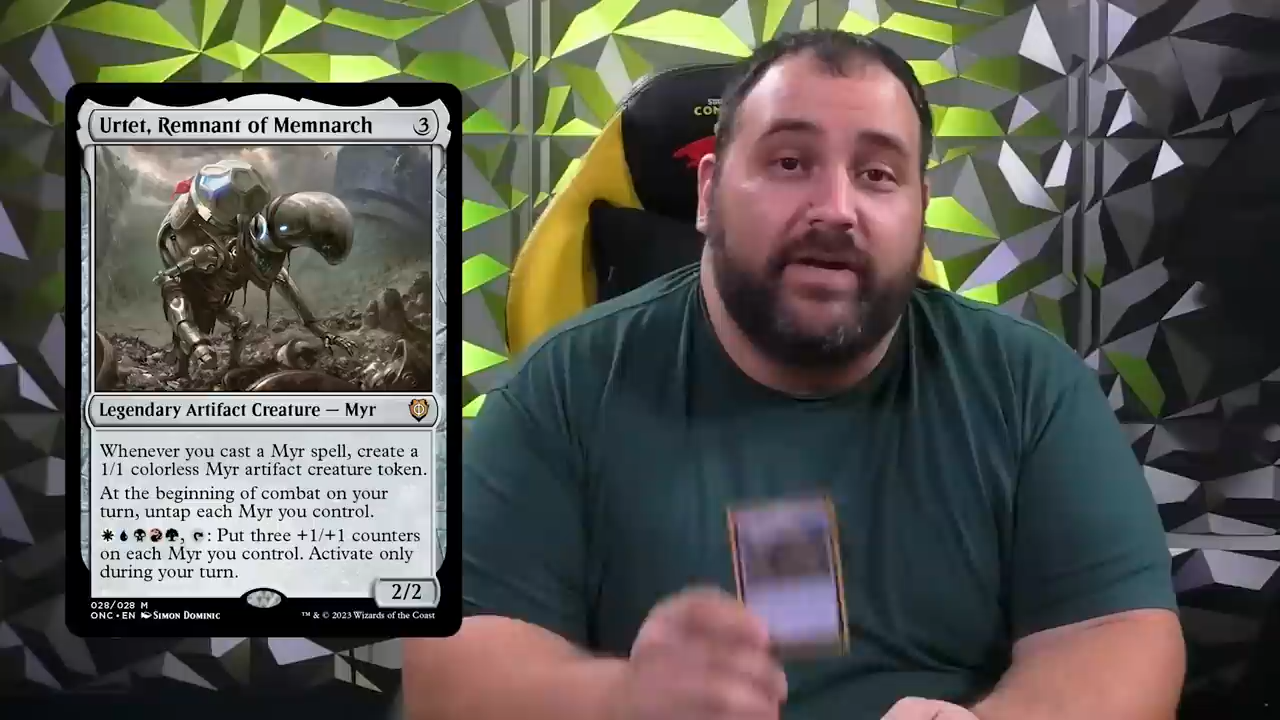 Urtet, Remnant of Memnarch 3
Legendary Artifact Creature — Myr
Whenever you cast a Myr spell, create a
1/1 colorless Myr artifact creature token.
At the beginning of combat on your
turn, untap each Myr you control.
: Put three +1/+1 counters
on each Myr you control. Activate only
during your turn.
2/2
028/028 M
ONC • EN SIMON DOMINIC
™ & © 2023 Wizards of the Coast